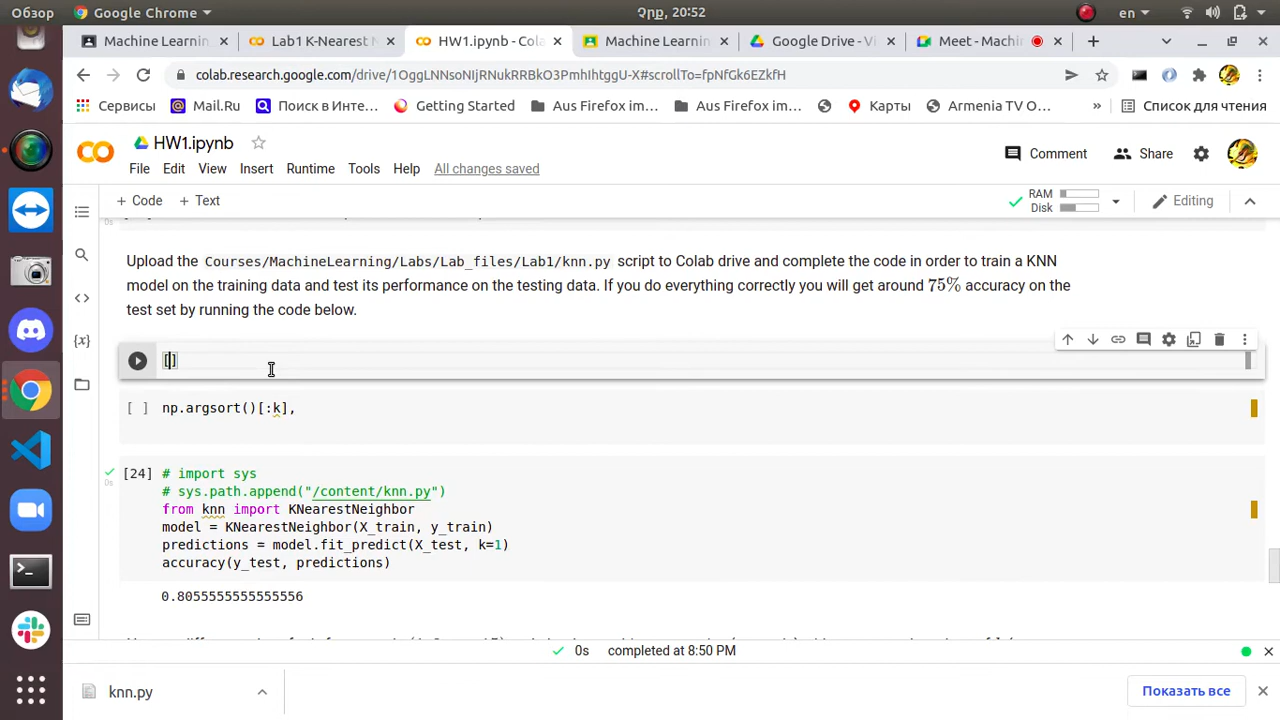 Обзор
Google Chrome
Չրք, 20:52
en
Machine Learning
Lab1 K-Nearest N
HW1.ipynb - Cola
Machine Learning
Google Drive - Vi
Meet - Machi
colab.research.google.com/drive/1OggLNNsoNIjRNukRRBkO3PmhIhtggU-X#scrollTo=fpNfGk6EZkfH
Сервисы
Mail.Ru
Поиск в Инте...
Getting Started
Aus Firefox im...
Aus Firefox im...
Карты
Armenia TV O...
»
Список для чтения
HW1.ipynb
Comment
Share
File Edit View Insert Runtime Tools Help All changes saved
+ Code + Text
RAM
Disk
Editing
Upload the Courses/MachineLearning/Labs/Lab_files/Lab1/knn.py script to Colab drive and complete the code in order to train a KNN
model on the training data and test its performance on the testing data. If you do everything correctly you will get around 75% accuracy on the
test set by running the code below.
[]
[ ] np.argsort()[:k],
[24] # import sys
0s
# sys.path.append("/content/knn.py")
from knn import KNearestNeighbor
model = KNearestNeighbor(X_train, y_train)
predictions = model.fit_predict(X_test, k=1)
accuracy(y_test, predictions)
0.8055555555555556
0s completed at 8:50 PM
knn.py
Показать все